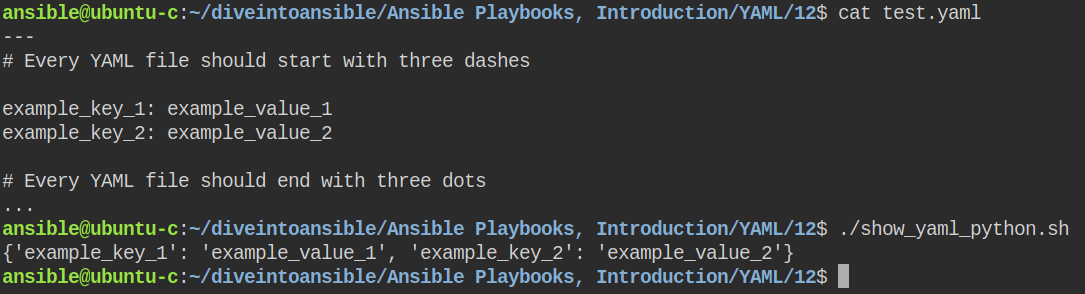 ansible@ubuntu-c:~/diveintoansible/Ansible Playbooks, Introduction/YAML/12$ cat test.yaml
---
# Every YAML file should start with three dashes
example_key_1: example_value_1
example_key_2: example_value_2
# Every YAML file should end with three dots
...
ansible@ubuntu-c:~/diveintoansible/Ansible Playbooks, Introduction/YAML/12$ ./show_yaml_python.sh
{'example_key_1': 'example_value_1', 'example_key_2': 'example_value_2'}
ansible@ubuntu-c:~/diveintoansible/Ansible Playbooks, Introduction/YAML/12$